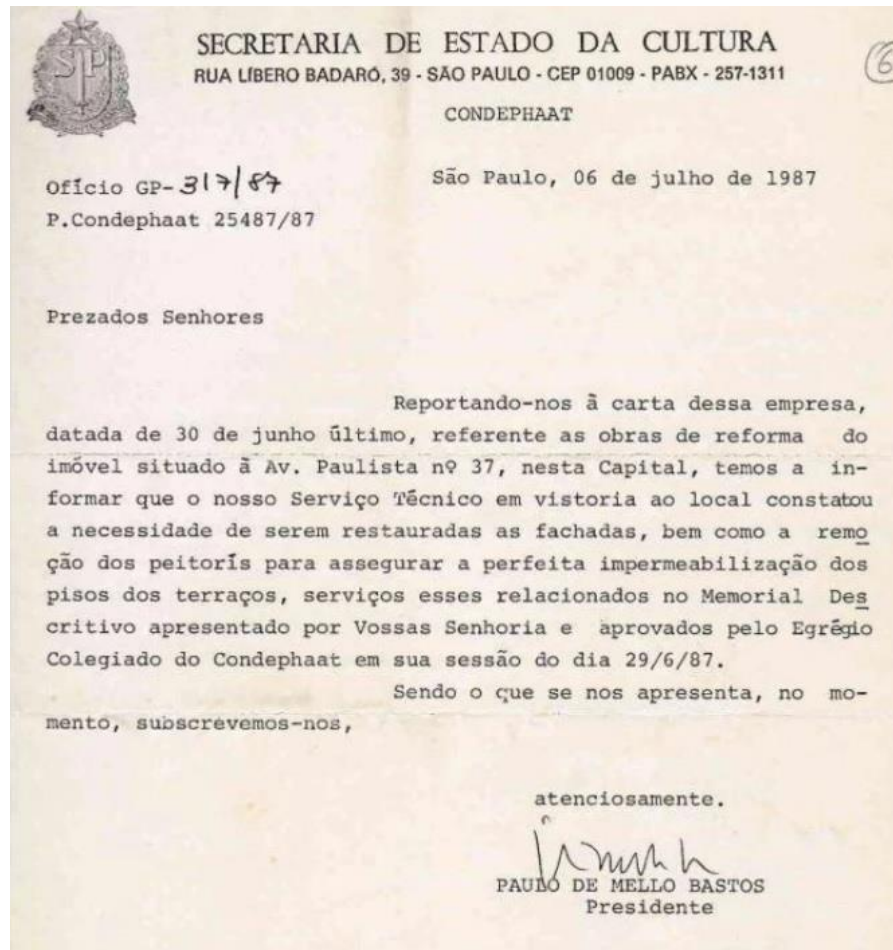 SECRETARIA DE ESTADO DA CULTURA
RUA LÍBERO BADARÓ, 39 - SÃO PAULO - CEP 01009 - PABX - 257-1311
6
SP
CONDEPHAAT
Ofício GP-317/87
São Paulo, 06 de julho de 1987
P.Condephaat 25487/87
Prezados Senhores
Reportando-nos à carta dessa empresa,
datada de 30 de junho último, referente as obras de reforma do
imóvel situado à Av. Paulista nº 37, nesta Capital, temos a in-
formar que o nosso Serviço Técnico em vistoria ao local constatou
a necessidade de serem restauradas as fachadas, bem como a remo
ção dos peitorís para assegurar a perfeita impermeabilização dos
pisos dos terraços, serviços esses relacionados no Memorial Des
critivo apresentado por Vossas Senhoria e aprovados pelo Egrégio
Colegiado do Condephaat em sua sessão do dia 29/6/87.
Sendo o que se nos apresenta, no mo-
mento, subscrevemos-nos,
atenciosamente.
PAULO DE MELLO BASTOS
Presidente